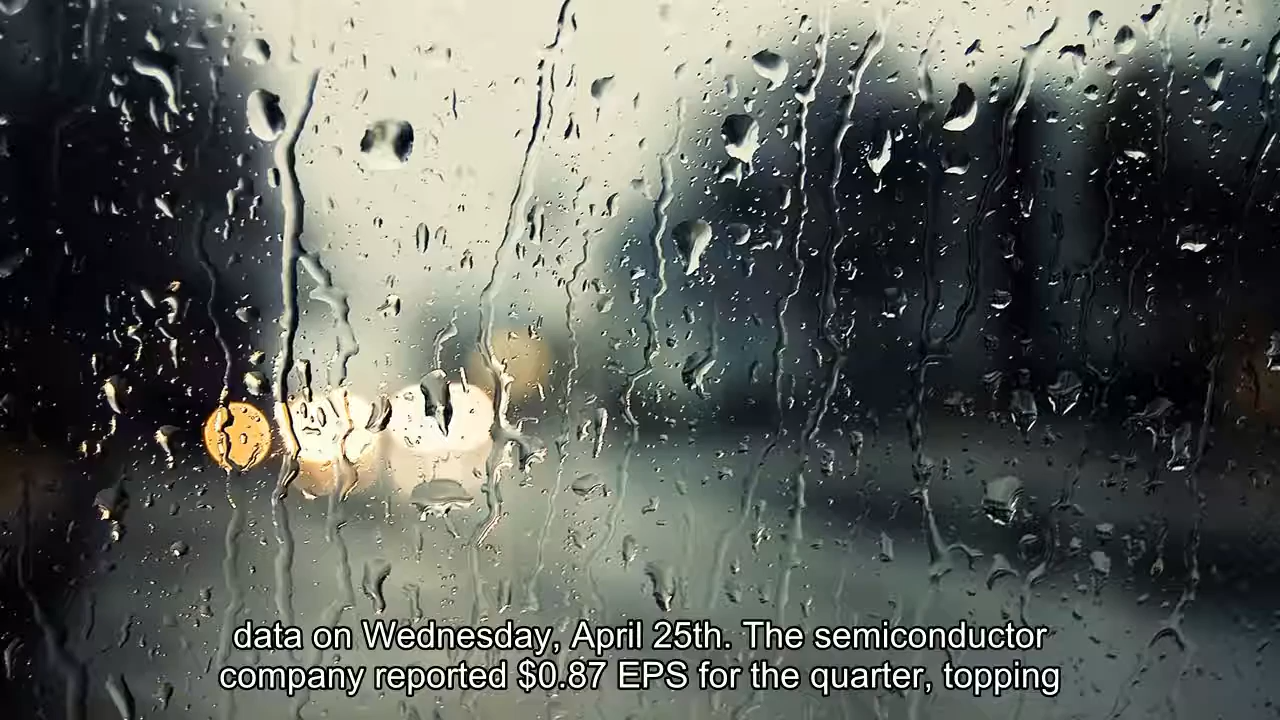 data on Wednesday, April 25th. The semiconductor
company reported $0.87 EPS for the quarter, topping